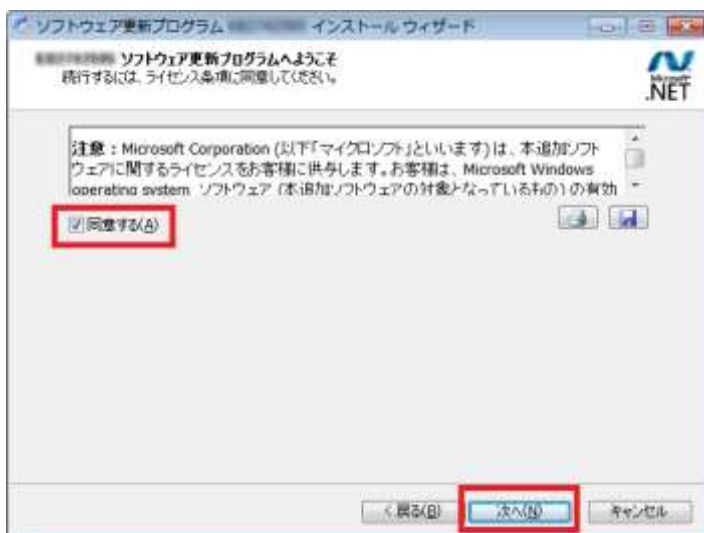 ソフトウェア更新プログラム インストール ウィザード
ソフトウェア更新プログラムへようこそ
続行するには、ライセンス条項に同意してください。
Microsoft
.NET
注意：Microsoft Corporation (以下「マイクロソフト」といいます) は、本追加ソフト
ウェアに関するライセンスをお客様に供与します。お客様は、Microsoft Windows
operating system ソフトウェア (本追加ソフトウェアの対象となっているもの) の有効
同意する(A)
< 戻る(B)
次へ(N)
キャンセル